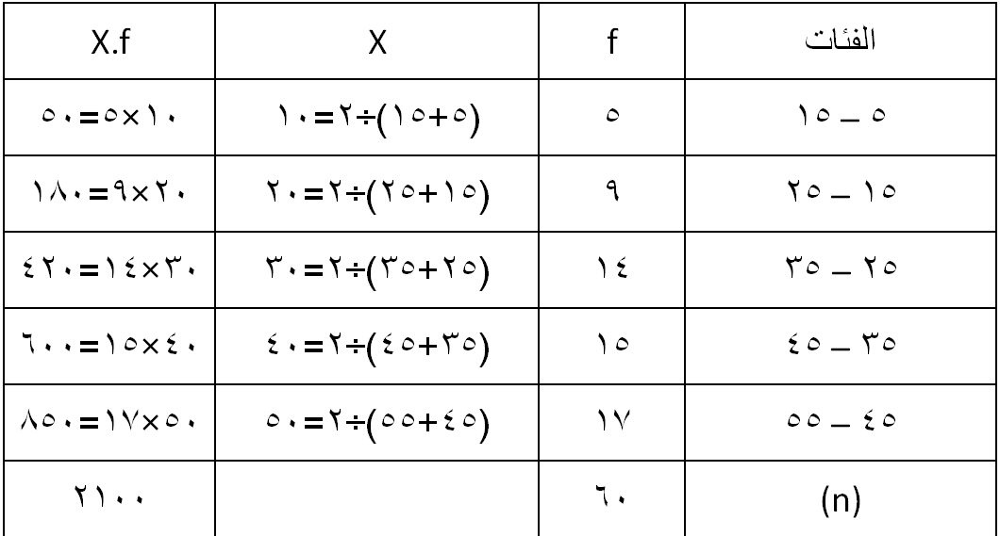 الفئات f X X.f
٥ – ١٥ ٥ (٥+١٥)÷٢=١٠ ١٠×٥=٥٠
١٥ – ٢٥ ٩ (١٥+٢٥)÷٢=٢٠ ٢٠×٩=١٨٠
٢٥ – ٣٥ ١٤ (٢٥+٣٥)÷٢=٣٠ ٣٠×١٤=٤٢٠
٣٥ – ٤٥ ١٥ (٣٥+٤٥)÷٢=٤٠ ٤٠×١٥=٦٠٠
٤٥ – ٥٥ ١٧ (٤٥+٥٥)÷٢=٥٠ ٥٠×١٧=٨٥٠
(n) ٦٠ ٢١٠٠